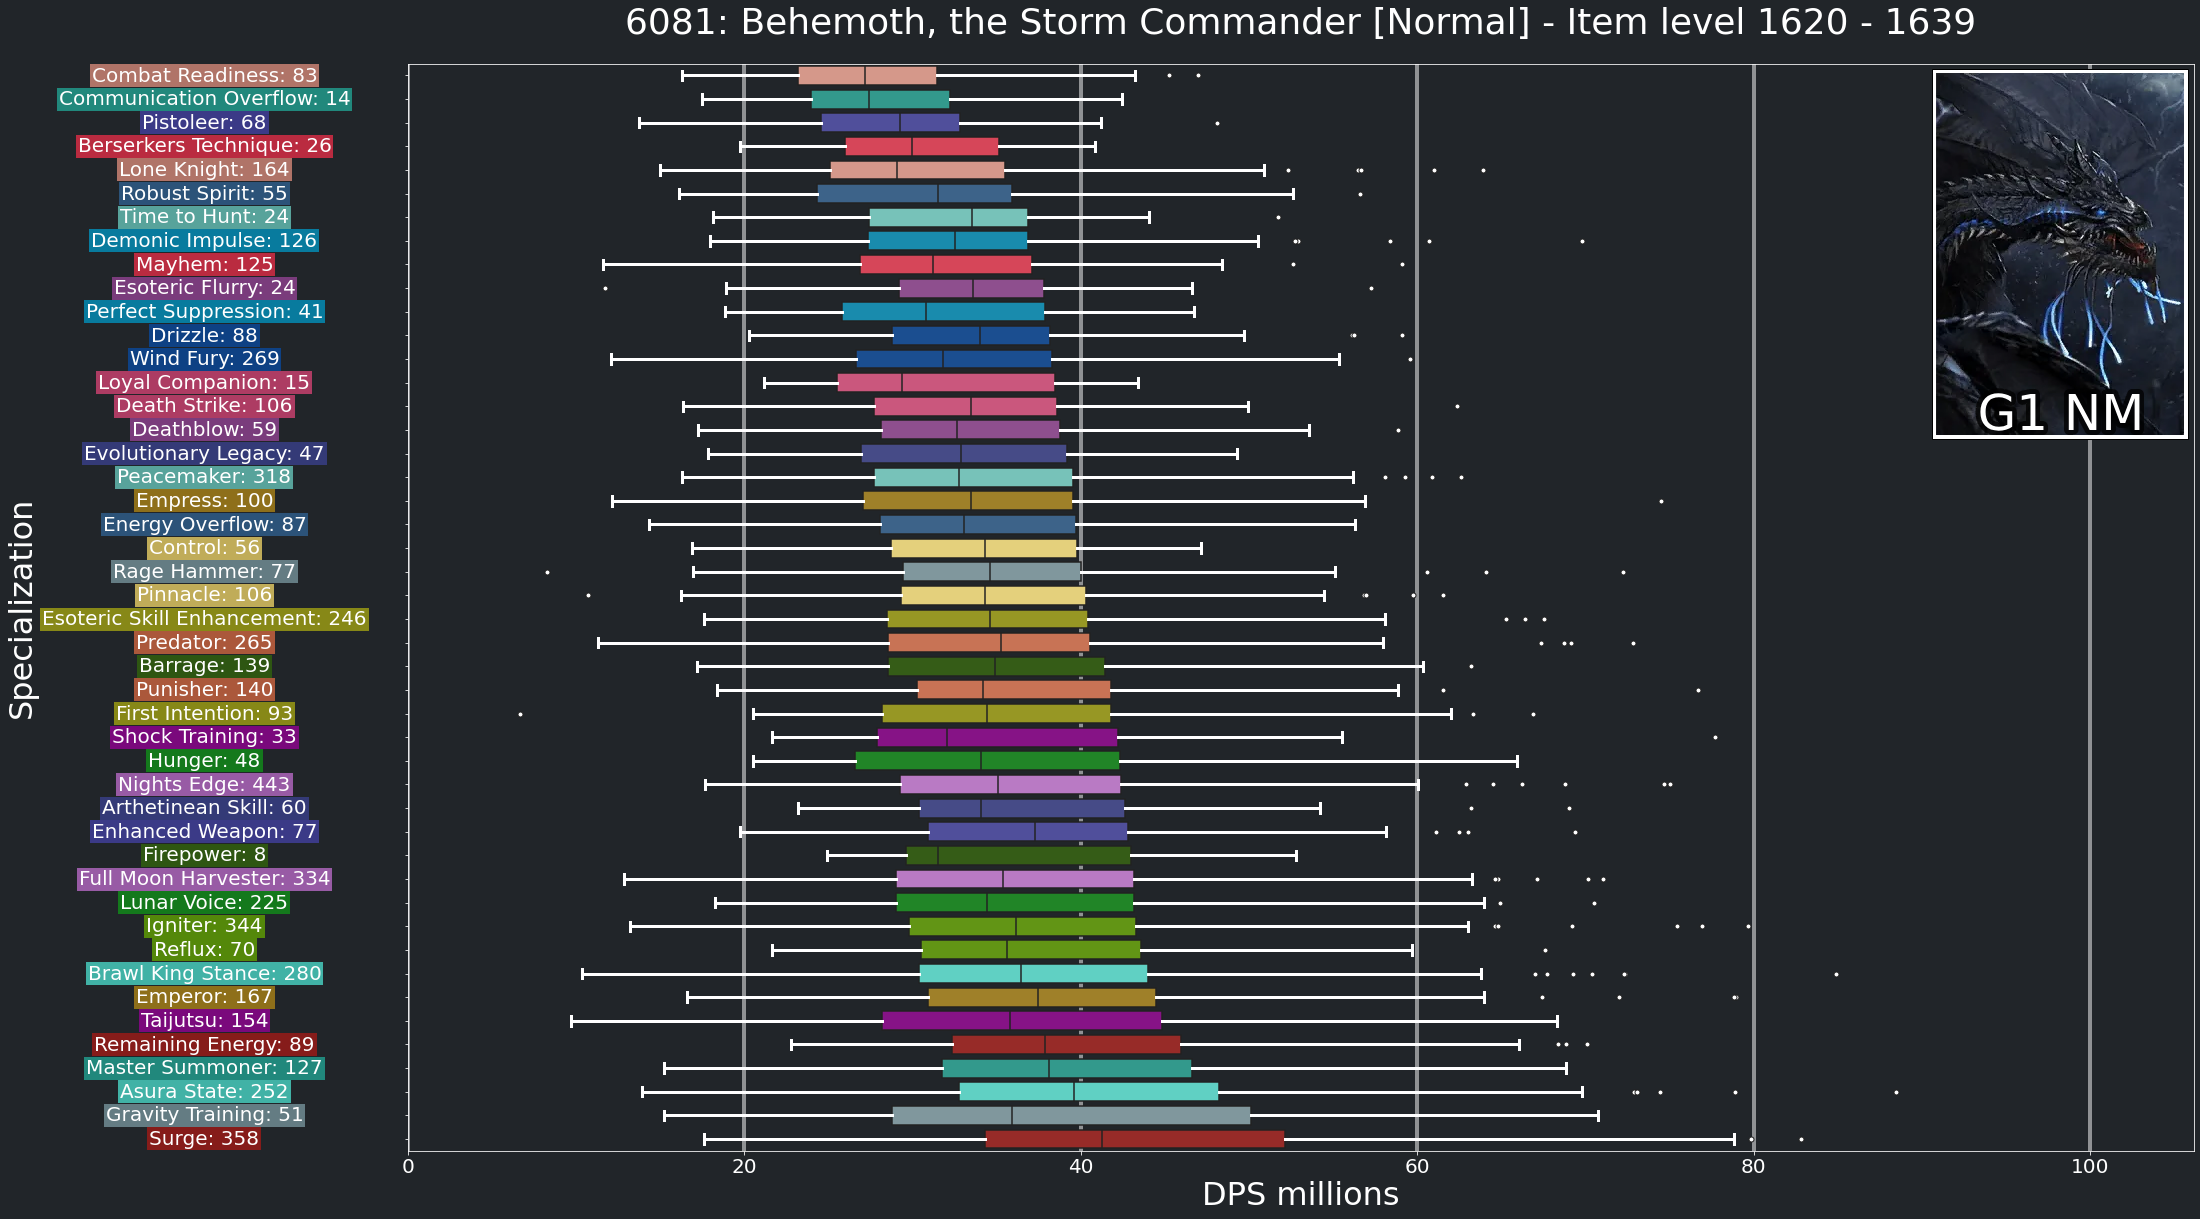 6081: Behemoth, the Storm Commander [Normal] - Item level 1620 - 1639
Combat Readiness: 83
Communication Overflow: 14
Pistoleer: 68
Berserkers Technique: 26
Lone Knight: 164
Robust Spirit: 55
Time to Hunt: 24
Demonic Impulse: 126
Mayhem: 125
Esoteric Flurry: 24
Perfect Suppression: 41
Drizzle: 88
Wind Fury: 269
Loyal Companion: 15
Death Strike: 106
Deathblow: 59
Evolutionary Legacy: 47
Peacemaker: 318
Empress: 100
Energy Overflow: 87
Control: 56
Rage Hammer: 77
Pinnacle: 106
Esoteric Skill Enhancement: 246
Predator: 265
Barrage: 139
Punisher: 140
First Intention: 93
Shock Training: 33
Hunger: 48
Nights Edge: 443
Arthetinean Skill: 60
Enhanced Weapon: 77
Firepower: 8
Full Moon Harvester: 334
Lunar Voice: 225
Igniter: 344
Reflux: 70
Brawl King Stance: 280
Emperor: 167
Taijutsu: 154
Remaining Energy: 89
Master Summoner: 127
Asura State: 252
Gravity Training: 51
Surge: 358
Specialization
G1 NM
0 20 40 60 80 100
DPS millions